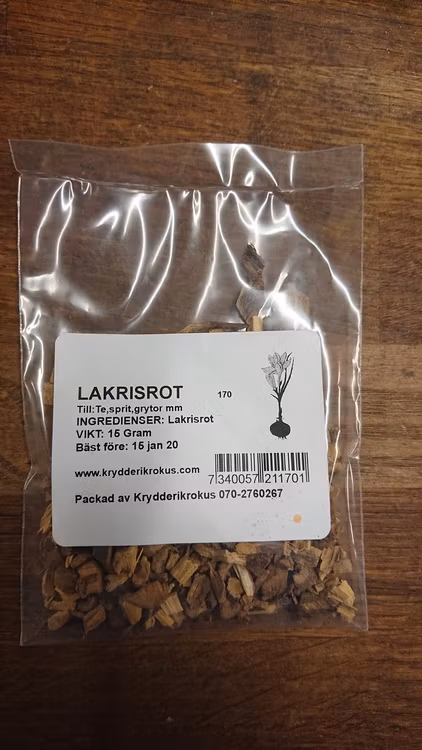 LAKRISROT 170
Till:Te,sprit,grytor mm
INGREDIENSER: Lakrisrot
VIKT: 15 Gram
Bäst före: 15 jan 20
www.krydderikrokus.com
7 340057 211701
Packad av Krydderikrokus 070-2760267